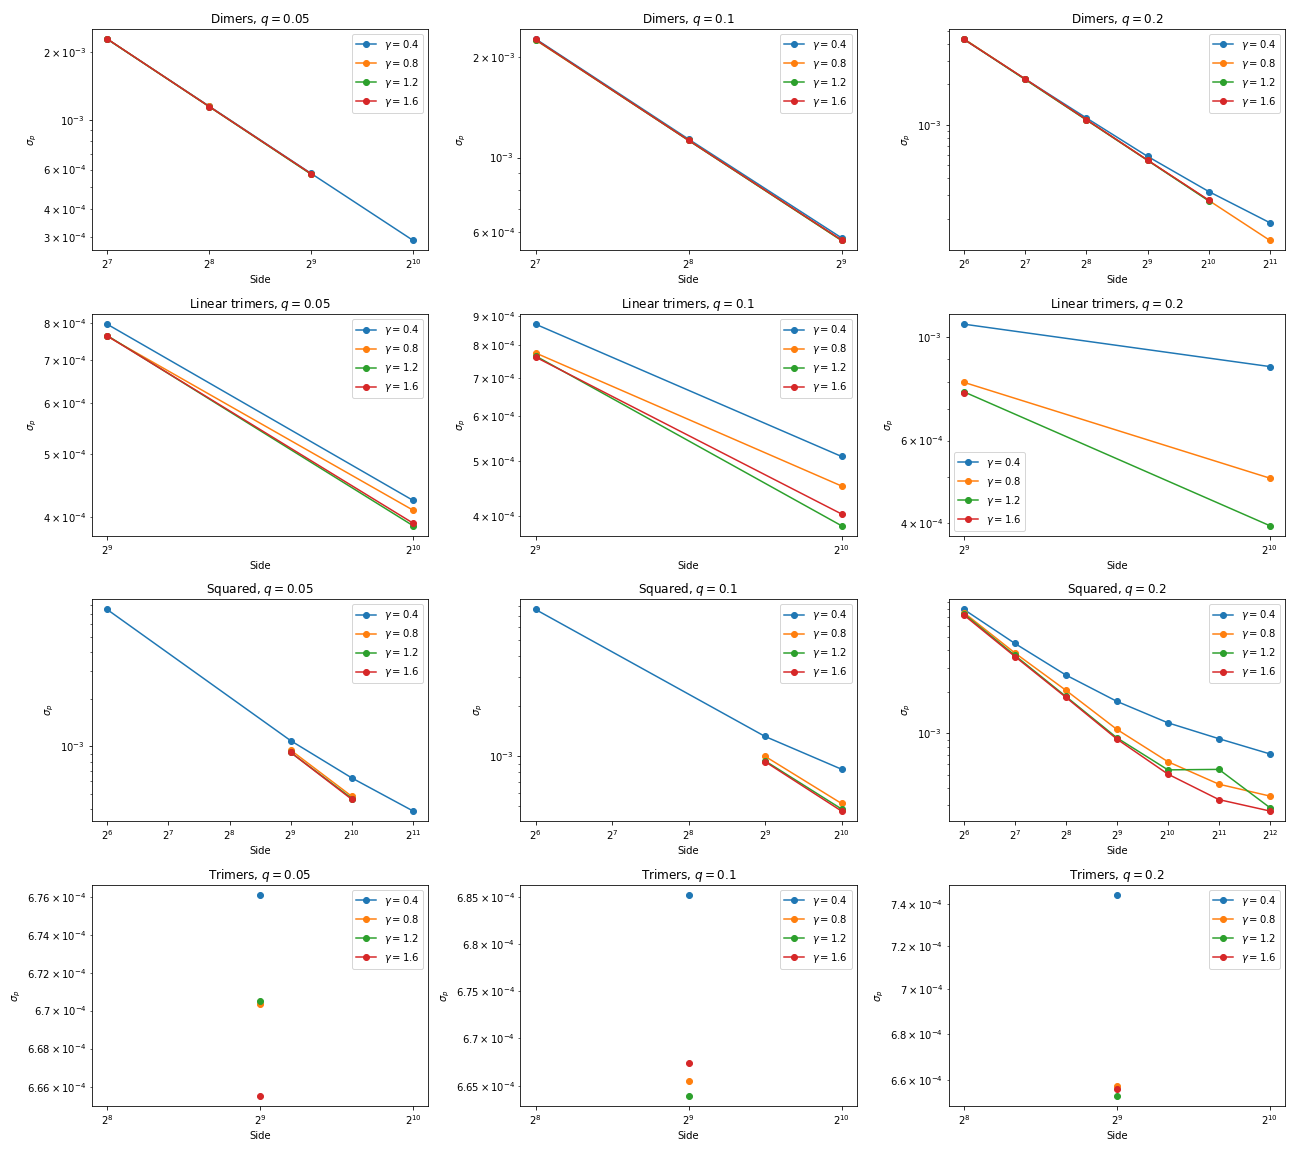 Dimers, q = 0.05
σp
2 × 10⁻³
10⁻³
6 × 10⁻⁴
4 × 10⁻⁴
3 × 10⁻⁴
γ = 0.4
γ = 0.8
γ = 1.2
γ = 1.6
2⁷ 2⁸ 2⁹ 2¹⁰
Side
Dimers, q = 0.1
σp
2 × 10⁻³
10⁻³
6 × 10⁻⁴
γ = 0.4
γ = 0.8
γ = 1.2
γ = 1.6
2⁷ 2⁸ 2⁹
Side
Dimers, q = 0.2
σp
10⁻³
γ = 0.4
γ = 0.8
γ = 1.2
γ = 1.6
2⁶ 2⁷ 2⁸ 2⁹ 2¹⁰ 2¹¹
Side
Linear trimers, q = 0.05
σp
8 × 10⁻⁴
7 × 10⁻⁴
6 × 10⁻⁴
5 × 10⁻⁴
4 × 10⁻⁴
γ = 0.4
γ = 0.8
γ = 1.2
γ = 1.6
2⁹ 2¹⁰
Side
Linear trimers, q = 0.1
σp
9 × 10⁻⁴
8 × 10⁻⁴
7 × 10⁻⁴
6 × 10⁻⁴
5 × 10⁻⁴
4 × 10⁻⁴
γ = 0.4
γ = 0.8
γ = 1.2
γ = 1.6
2⁹ 2¹⁰
Side
Linear trimers, q = 0.2
σp
10⁻³
6 × 10⁻⁴
4 × 10⁻⁴
γ = 0.4
γ = 0.8
γ = 1.2
γ = 1.6
2⁹ 2¹⁰
Side
Squared, q = 0.05
σp
10⁻³
γ = 0.4
γ = 0.8
γ = 1.2
γ = 1.6
2⁶ 2⁷ 2⁸ 2⁹ 2¹⁰ 2¹¹
Side
Squared, q = 0.1
σp
10⁻³
γ = 0.4
γ = 0.8
γ = 1.2
γ = 1.6
2⁶ 2⁷ 2⁸ 2⁹ 2¹⁰
Side
Squared, q = 0.2
σp
10⁻³
γ = 0.4
γ = 0.8
γ = 1.2
γ = 1.6
2⁶ 2⁷ 2⁸ 2⁹ 2¹⁰ 2¹¹ 2¹²
Side
Trimers, q = 0.05
σp
6.76 × 10⁻⁴
6.74 × 10⁻⁴
6.72 × 10⁻⁴
6.7 × 10⁻⁴
6.68 × 10⁻⁴
6.66 × 10⁻⁴
γ = 0.4
γ = 0.8
γ = 1.2
γ = 1.6
2⁸ 2⁹ 2¹⁰
Side
Trimers, q = 0.1
σp
6.85 × 10⁻⁴
6.8 × 10⁻⁴
6.75 × 10⁻⁴
6.7 × 10⁻⁴
6.65 × 10⁻⁴
γ = 0.4
γ = 0.8
γ = 1.2
γ = 1.6
2⁸ 2⁹ 2¹⁰
Side
Trimers, q = 0.2
σp
7.4 × 10⁻⁴
7.2 × 10⁻⁴
7 × 10⁻⁴
6.8 × 10⁻⁴
6.6 × 10⁻⁴
γ = 0.4
γ = 0.8
γ = 1.2
γ = 1.6
2⁸ 2⁹ 2¹⁰
Side